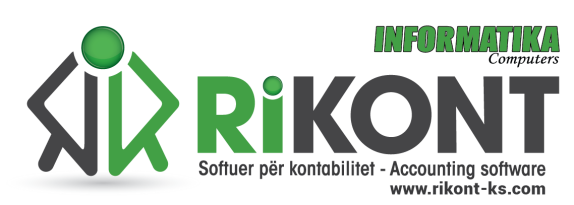 INFORMATIKA
Computers
RiKONT
Softuer për kontabilitet - Accounting software
www.rikont-ks.com